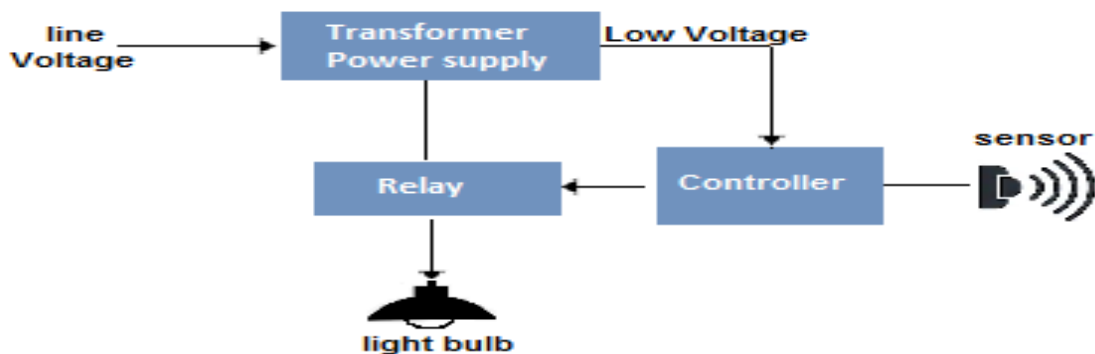 line
Voltage
Transformer
Power supply
Low Voltage
sensor
Relay
Controller
light bulb